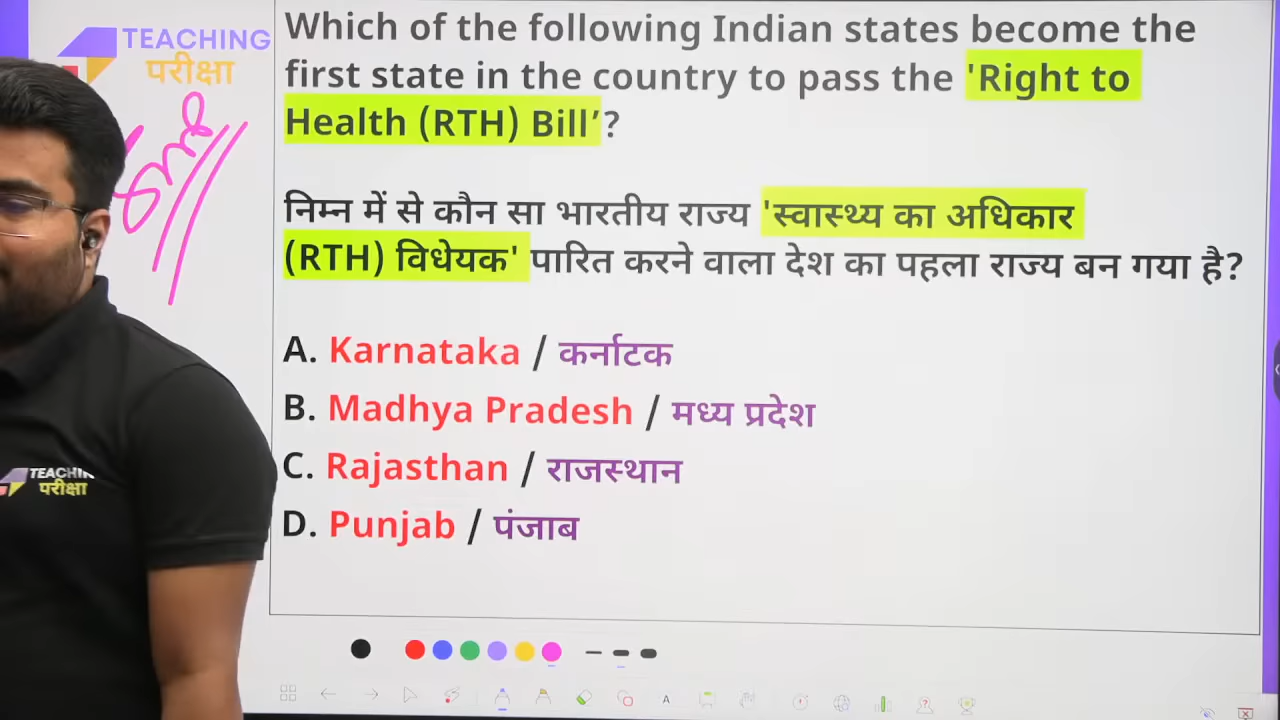 TEACHING
परीक्षा
Which of the following Indian states become the
first state in the country to pass the 'Right to
Health (RTH) Bill’?
निम्न में से कौन सा भारतीय राज्य 'स्वास्थ्य का अधिकार
(RTH) विधेयक' पारित करने वाला देश का पहला राज्य बन गया है?
A. Karnataka / कर्नाटक
B. Madhya Pradesh / मध्य प्रदेश
C. Rajasthan / राजस्थान
D. Punjab / पंजाब
TEACHIN
परीक्षा
A